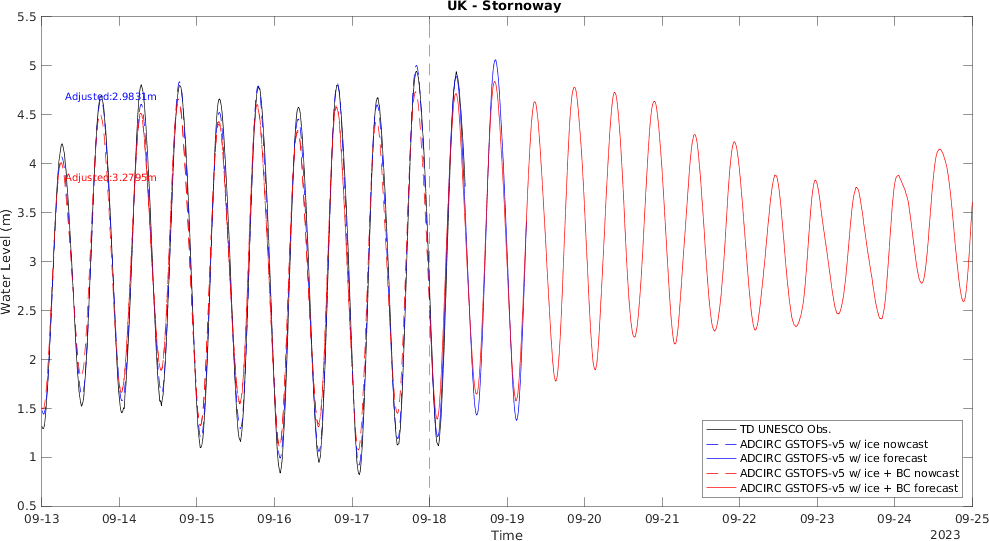 UK - Stornoway
5.5
5
4.5
4
3.5
3
2.5
2
1.5
1
0.5
Water Level (m)
Adjusted:2.9831m
Adjusted:3.2795m
TD UNESCO Obs.
ADCIRC GSTOFS-v5 w/ ice nowcast
ADCIRC GSTOFS-v5 w/ ice forecast
ADCIRC GSTOFS-v5 w/ ice + BC nowcast
ADCIRC GSTOFS-v5 w/ ice + BC forecast
09-13 09-14 09-15 09-16 09-17 09-18 09-19 09-20 09-21 09-22 09-23 09-24 09-25
Time
2023